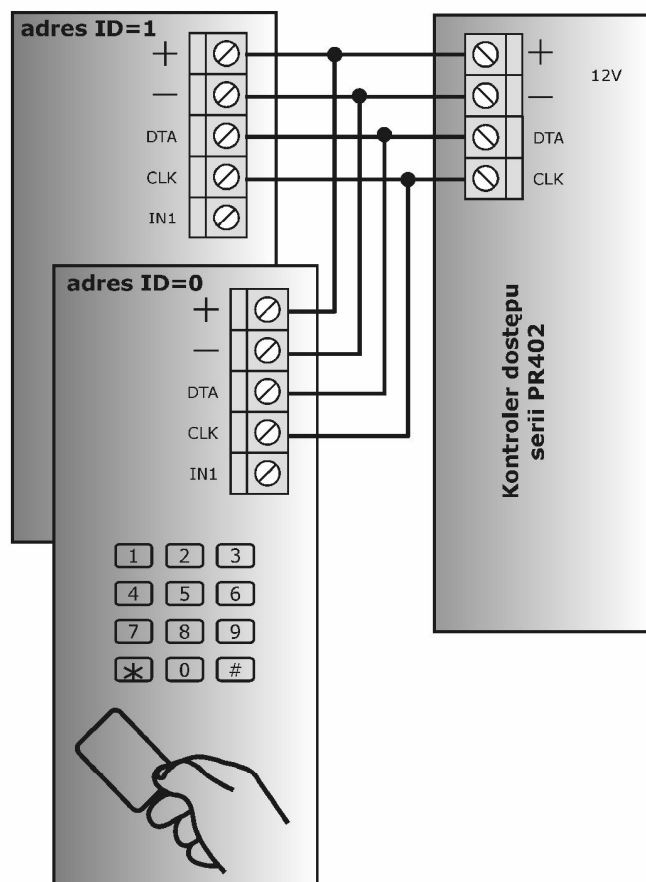 adres ID=1
+
−
DTA
CLK
IN1
+
−
DTA
CLK
12V
Kontroler dostępu
serii PR402
adres ID=0
+
−
DTA
CLK
IN1
1 2 3
4 5 6
7 8 9
* 0 #